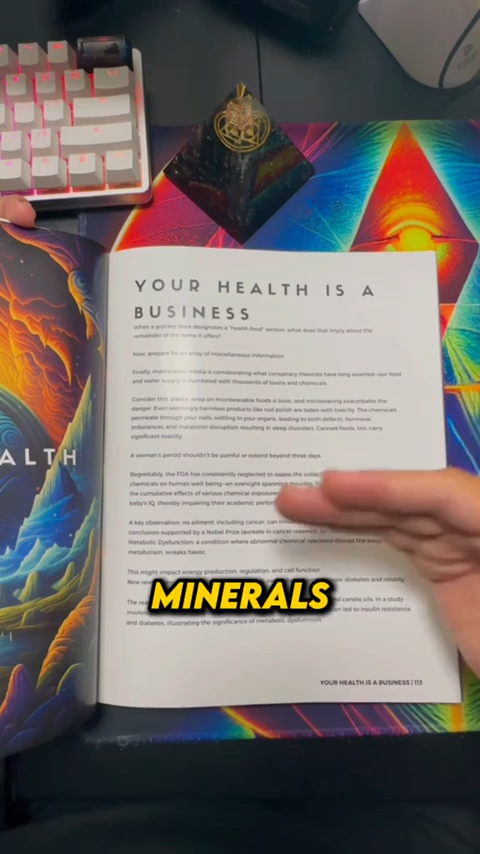 YOUR HEALTH IS A
BUSINESS
When a grocery store designates a "health food" section, what does that imply about the
remainder of the items it offers?
Now, prepare for an array of miscellaneous information
Finally, mainstream media is corroborating what conspiracy theories have long asserted-our food
and water supply is inundated with thousands of toxins and chemicals.
Consider this: plastic wrap on microwavable foods is toxic, and microwaving exacerbates the
danger. Even seemingly harmless products like nail polish are laden with toxicity. The chemicals
permeate through your nails, settling in your organs, leading to birth defects, hormone
imbalances, and melatonin disruption resulting in sleep disorders. Canned foods, too, carry
significant toxicity.
A woman's period shouldn't be painful or extend beyond three days.
Regrettably, the FDA has consistently neglected to assess the
chemicals on human well-being-an oversight spanning decades.
the cumulative effects of various chemical exposures
baby's IQ, thereby impairing their academic
A key observation: no ailment, including cancer, can
conclusion supported by a Nobel Prize laureate in cancer research,
Metabolic Dysfunction, a condition where abnormal chemical reactions disrupt the
metabolism, wreaks havoc.
This might impact energy production, regulation, and cell function.
New diabetes and obesity
The canola oils. In a study
led to insulin resistance
and diabetes, illustrating the significance of metabolic dysfunction.
ALTH
MINERALS
YOUR HEALTH IS A BUSINESS | 113